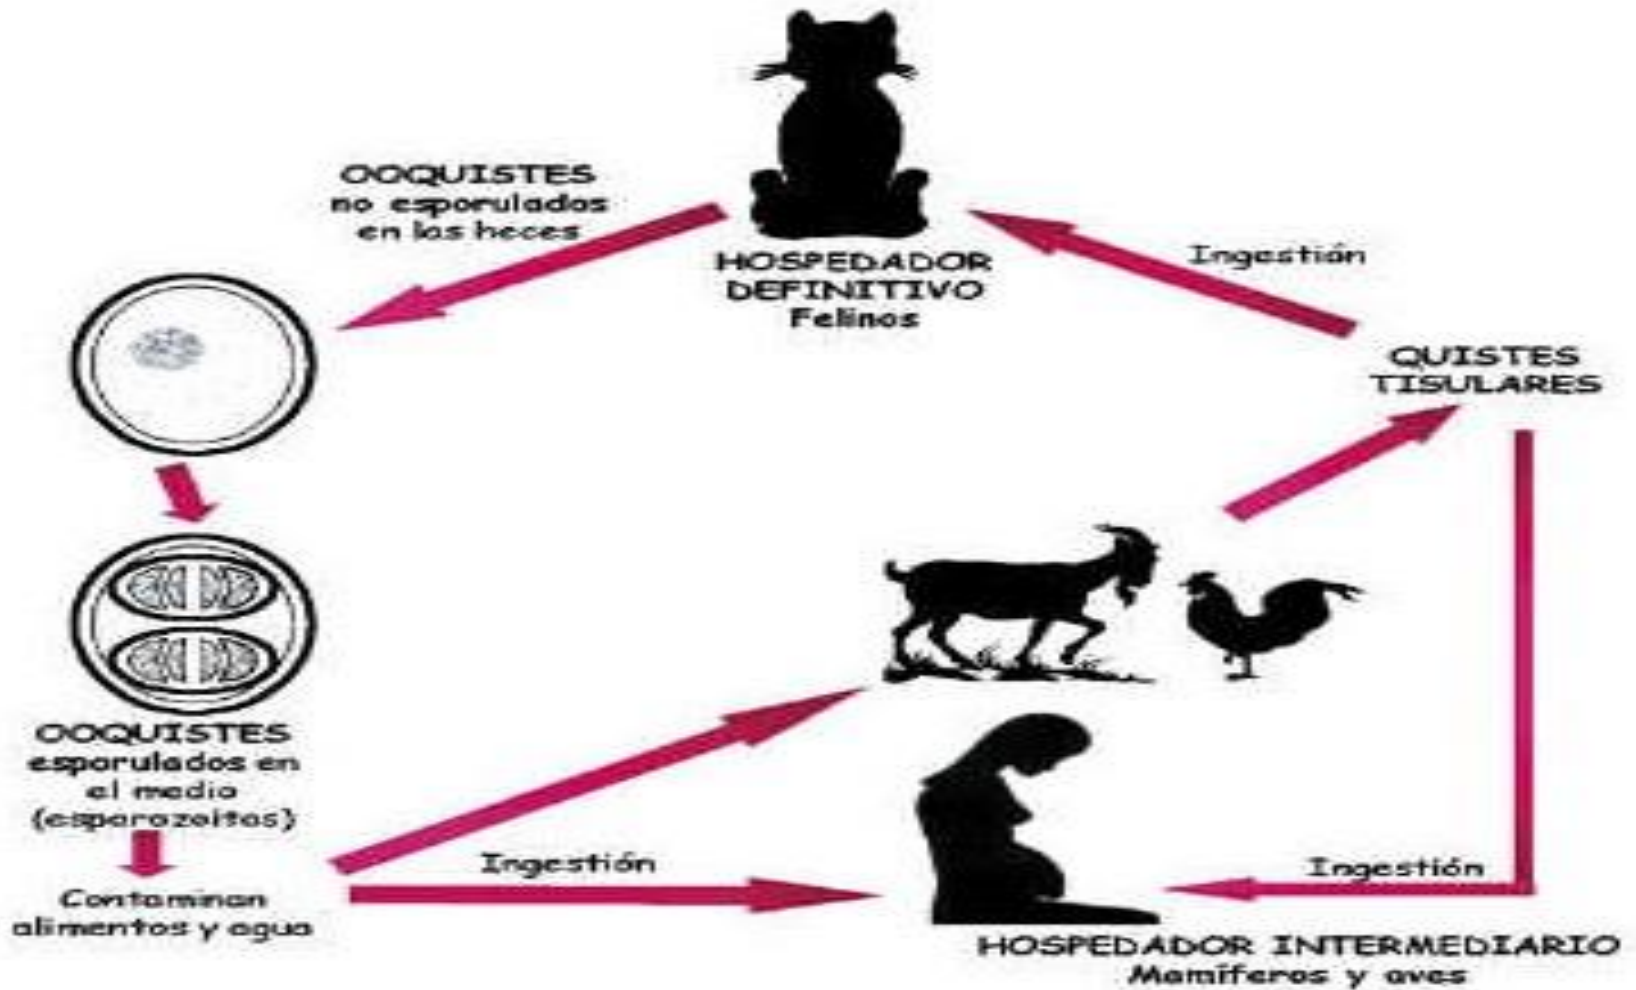 OOQUISTES
no esporulados
en las heces
HOSPEDADOR
DEFINITIVO
Felinos
Ingestión
QUISTES
TISULARES
OOQUISTES
esporulados en
el medio
(esporozoitos)
Contaminan
alimentos y agua
Ingestión
Ingestión
HOSPEDADOR INTERMEDIARIO
Mamíferos y aves